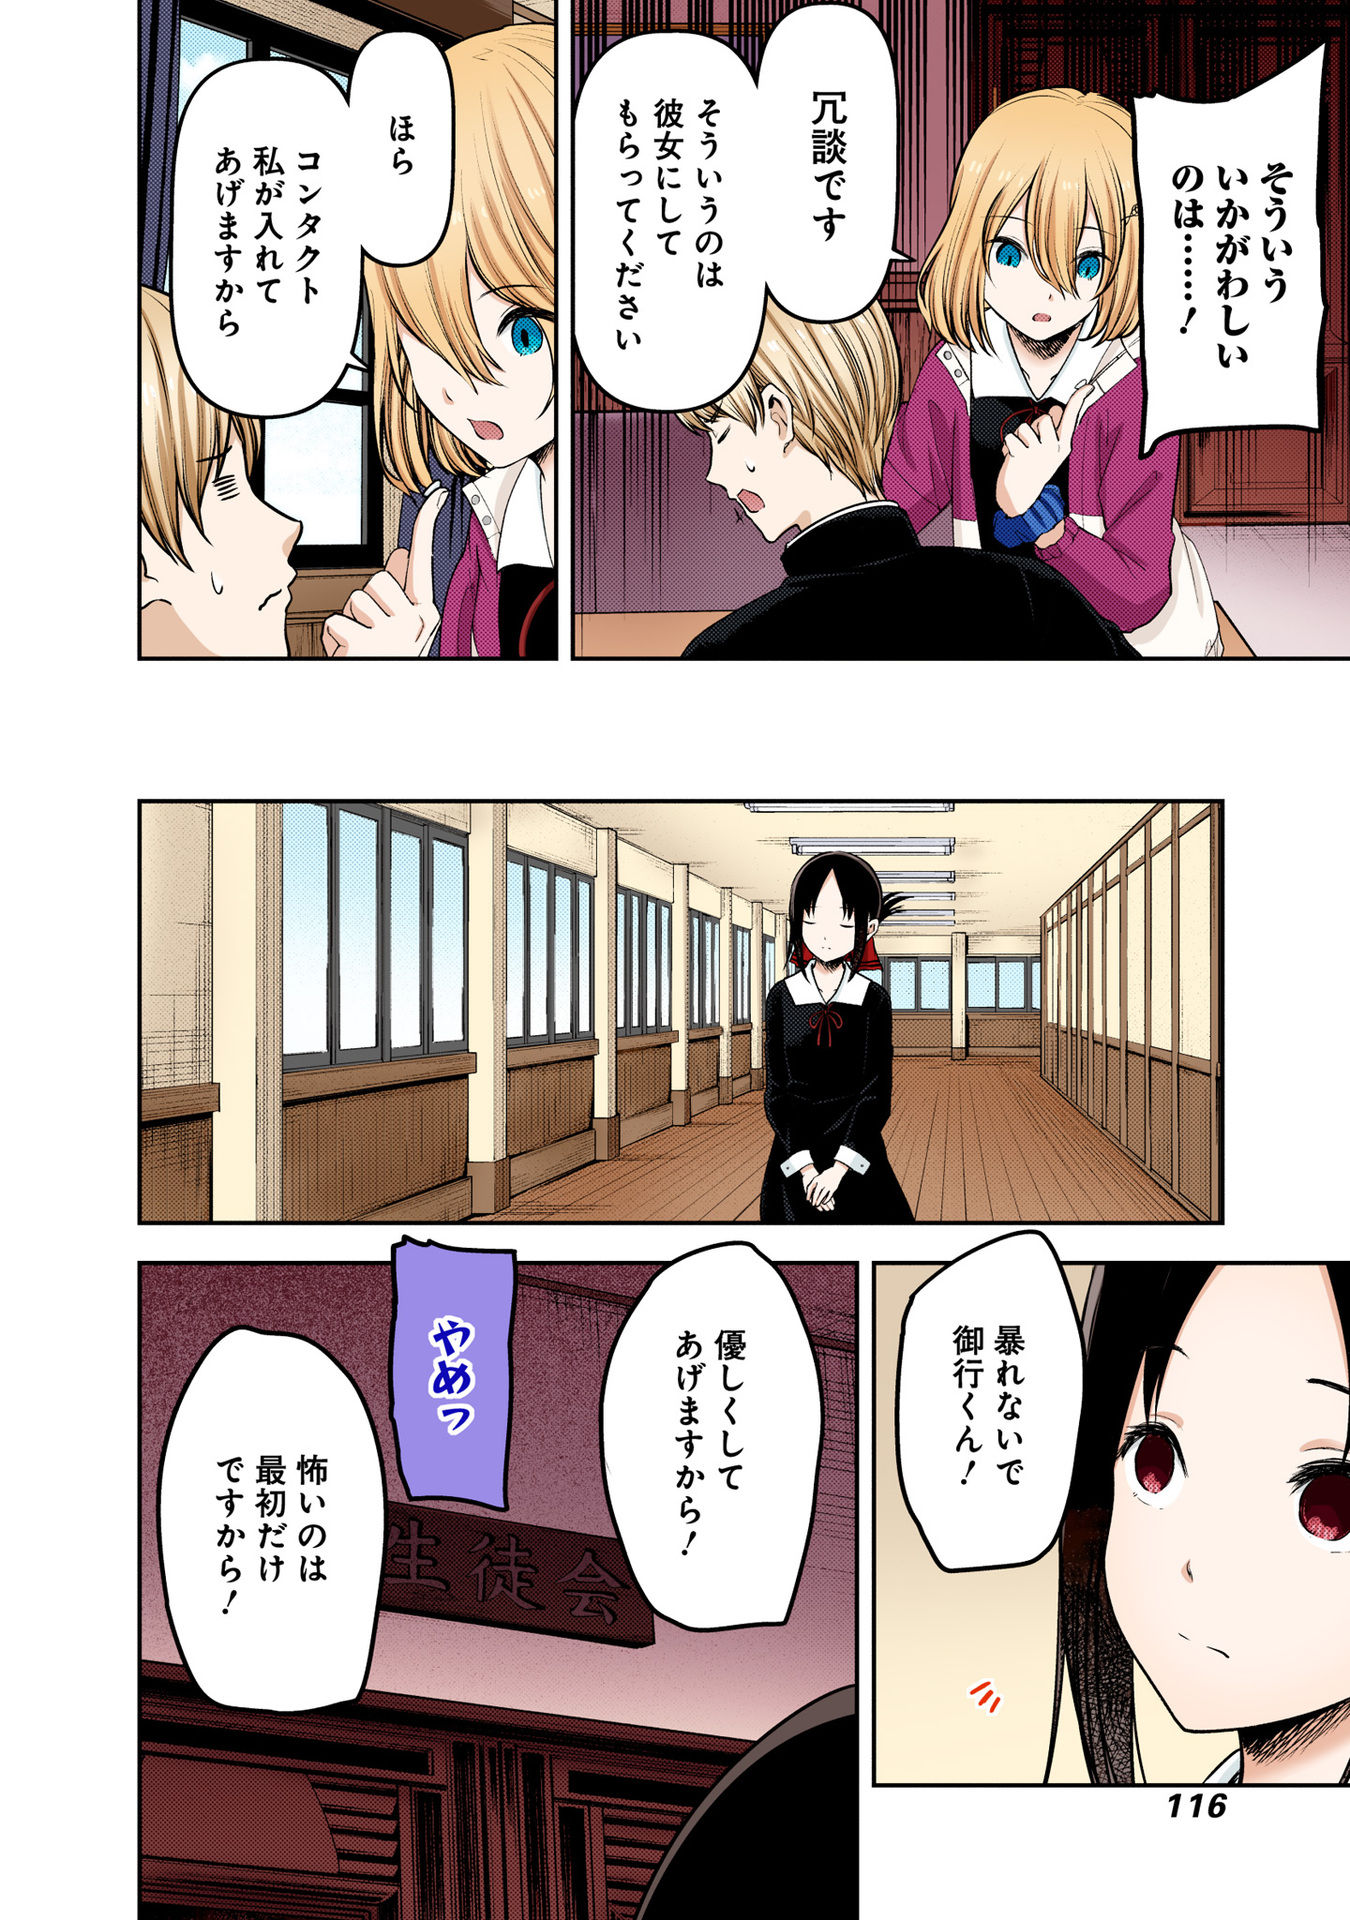 そういう
いかがわしい
のは……！
冗談です
そういうのは
彼女にして
もらってください
ほら
コンタクト
私が入れて
あげますから
暴れないで
御行くん！
優しくして
あげますから！
やめっ
怖いのは
最初だけ
ですから！
生徒会
116